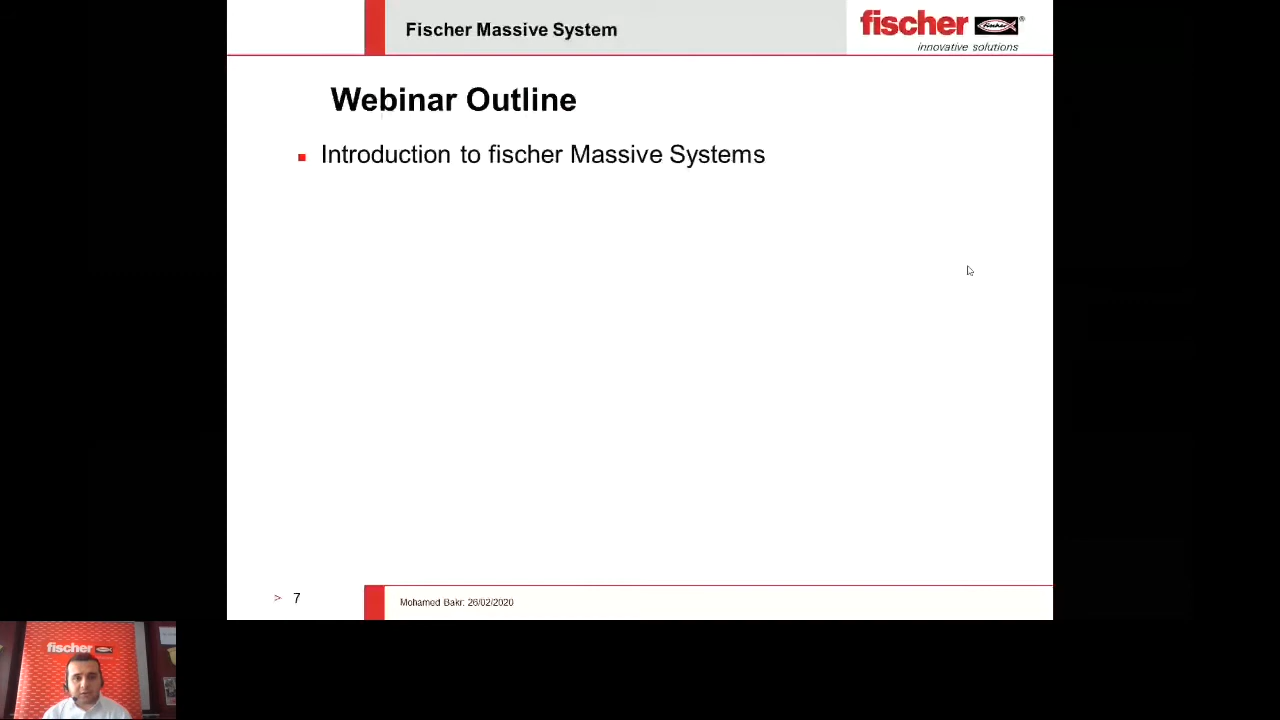 Fischer Massive System
fischer
fischer
®
innovative solutions
Webinar Outline
Introduction to fischer Massive Systems
> 7
Mohamed Bakr: 26/02/2020
fischer